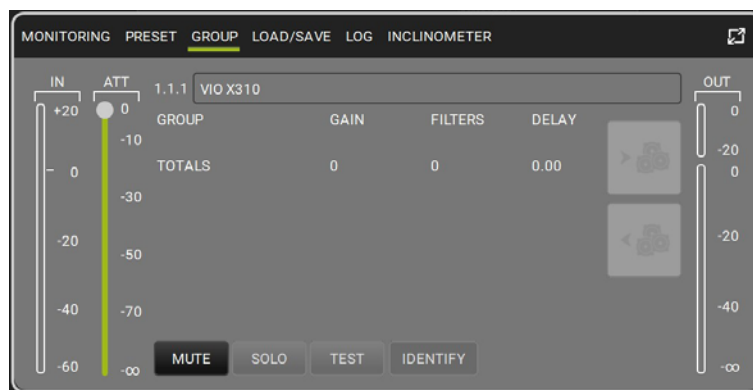 MONITORING PRESET GROUP LOAD/SAVE LOG INCLINOMETER
IN ATT 1.1.1 VIO X310 OUT
+20 0 GROUP GAIN FILTERS DELAY 0
-10
-20
0 TOTALS 0 0 0.00 0
-30
-20 -50 -20
-40 -70 -40
-60 -∞ MUTE SOLO TEST IDENTIFY -∞